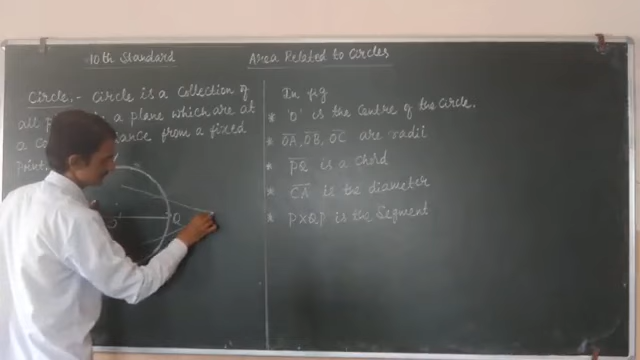 10th Standard
Area Related to Circles
Circle.- Circle is a Collection of
all in a plane which are at
a from a fixed
Point.
O
Q
In fig
* 'O' is the Centre of the Circle.
* OA, OB, OC are radii
* PQ is a Chord
* CA is the diameter
* PXQP is the Segment